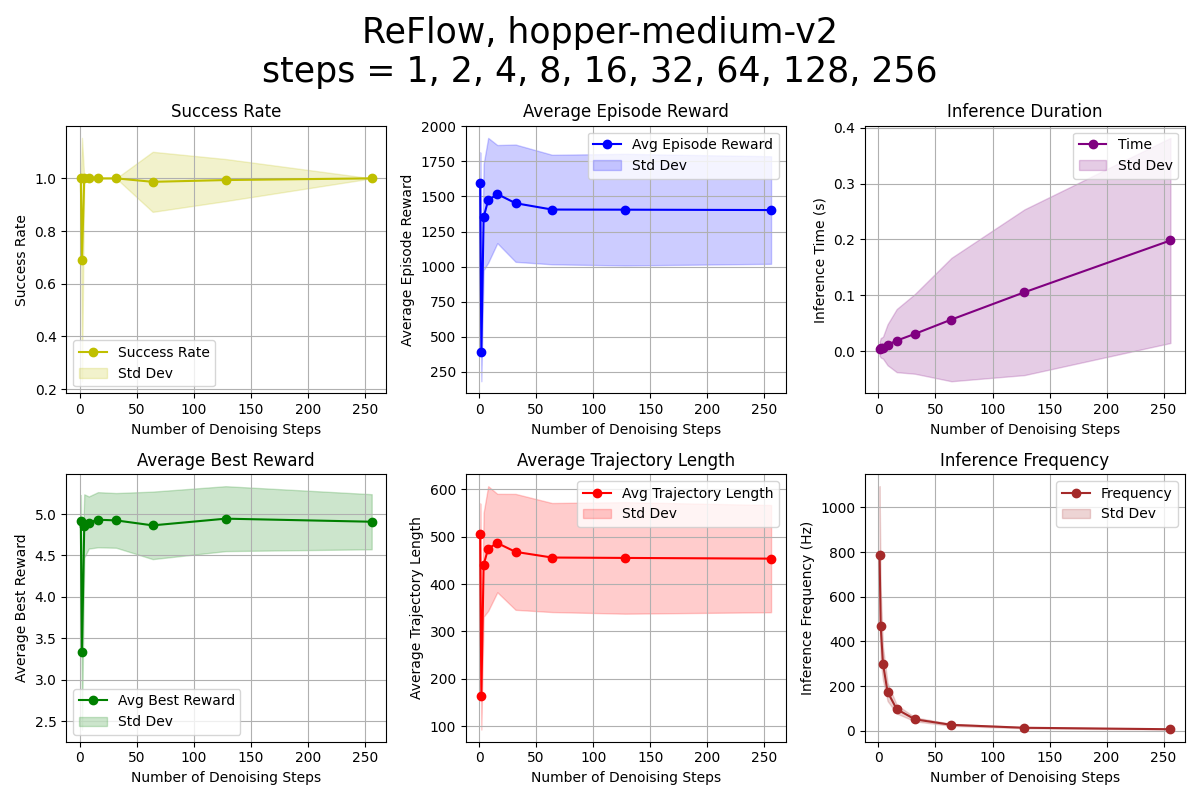 ReFlow, hopper-medium-v2
steps = 1, 2, 4, 8, 16, 32, 64, 128, 256
Success Rate
Success Rate
1.0
0.8
0.6
0.4
0.2
Success Rate
Std Dev
0 50 100 150 200 250
Number of Denoising Steps
Average Episode Reward
Average Episode Reward
2000
1750
1500
1250
1000
750
500
250
Avg Episode Reward
Std Dev
0 50 100 150 200 250
Number of Denoising Steps
Inference Duration
Inference Time (s)
0.4
0.3
0.2
0.1
0.0
Time
Std Dev
0 50 100 150 200 250
Number of Denoising Steps
Average Best Reward
Average Best Reward
5.0
4.5
4.0
3.5
3.0
2.5
Avg Best Reward
Std Dev
0 50 100 150 200 250
Number of Denoising Steps
Average Trajectory Length
Average Trajectory Length
600
500
400
300
200
100
Avg Trajectory Length
Std Dev
0 50 100 150 200 250
Number of Denoising Steps
Inference Frequency
Inference Frequency (Hz)
1000
800
600
400
200
0
Frequency
Std Dev
0 50 100 150 200 250
Number of Denoising Steps